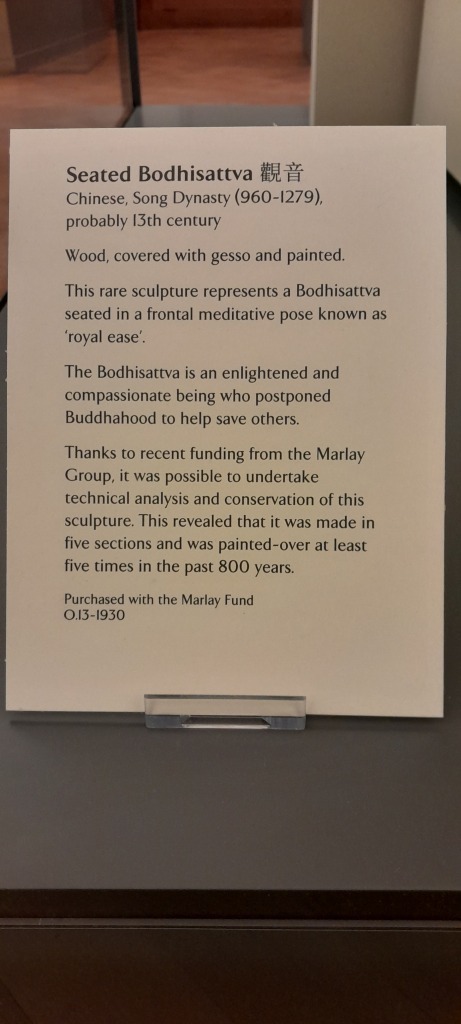 Seated Bodhisattva 觀音
Chinese, Song Dynasty (960-1279),
probably 13th century
Wood, covered with gesso and painted.
This rare sculpture represents a Bodhisattva
seated in a frontal meditative pose known as
‘royal ease’.
The Bodhisattva is an enlightened and
compassionate being who postponed
Buddhahood to help save others.
Thanks to recent funding from the Marlay
Group, it was possible to undertake
technical analysis and conservation of this
sculpture. This revealed that it was made in
five sections and was painted-over at least
five times in the past 800 years.
Purchased with the Marlay Fund
O.13-1930